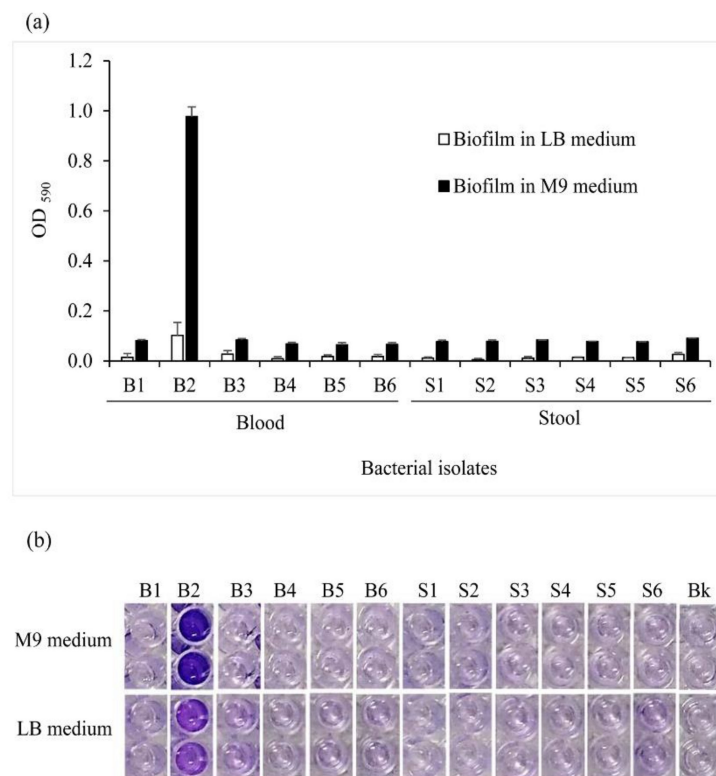 (a)
1.2
1.0
0.8
0.6
0.4
0.2
0.0
OD 590
Biofilm in LB medium
Biofilm in M9 medium
B1 B2 B3 B4 B5 B6 S1 S2 S3 S4 S5 S6
Blood Stool
Bacterial isolates
(b)
B1 B2 B3 B4 B5 B6 S1 S2 S3 S4 S5 S6 Bk
M9 medium
LB medium